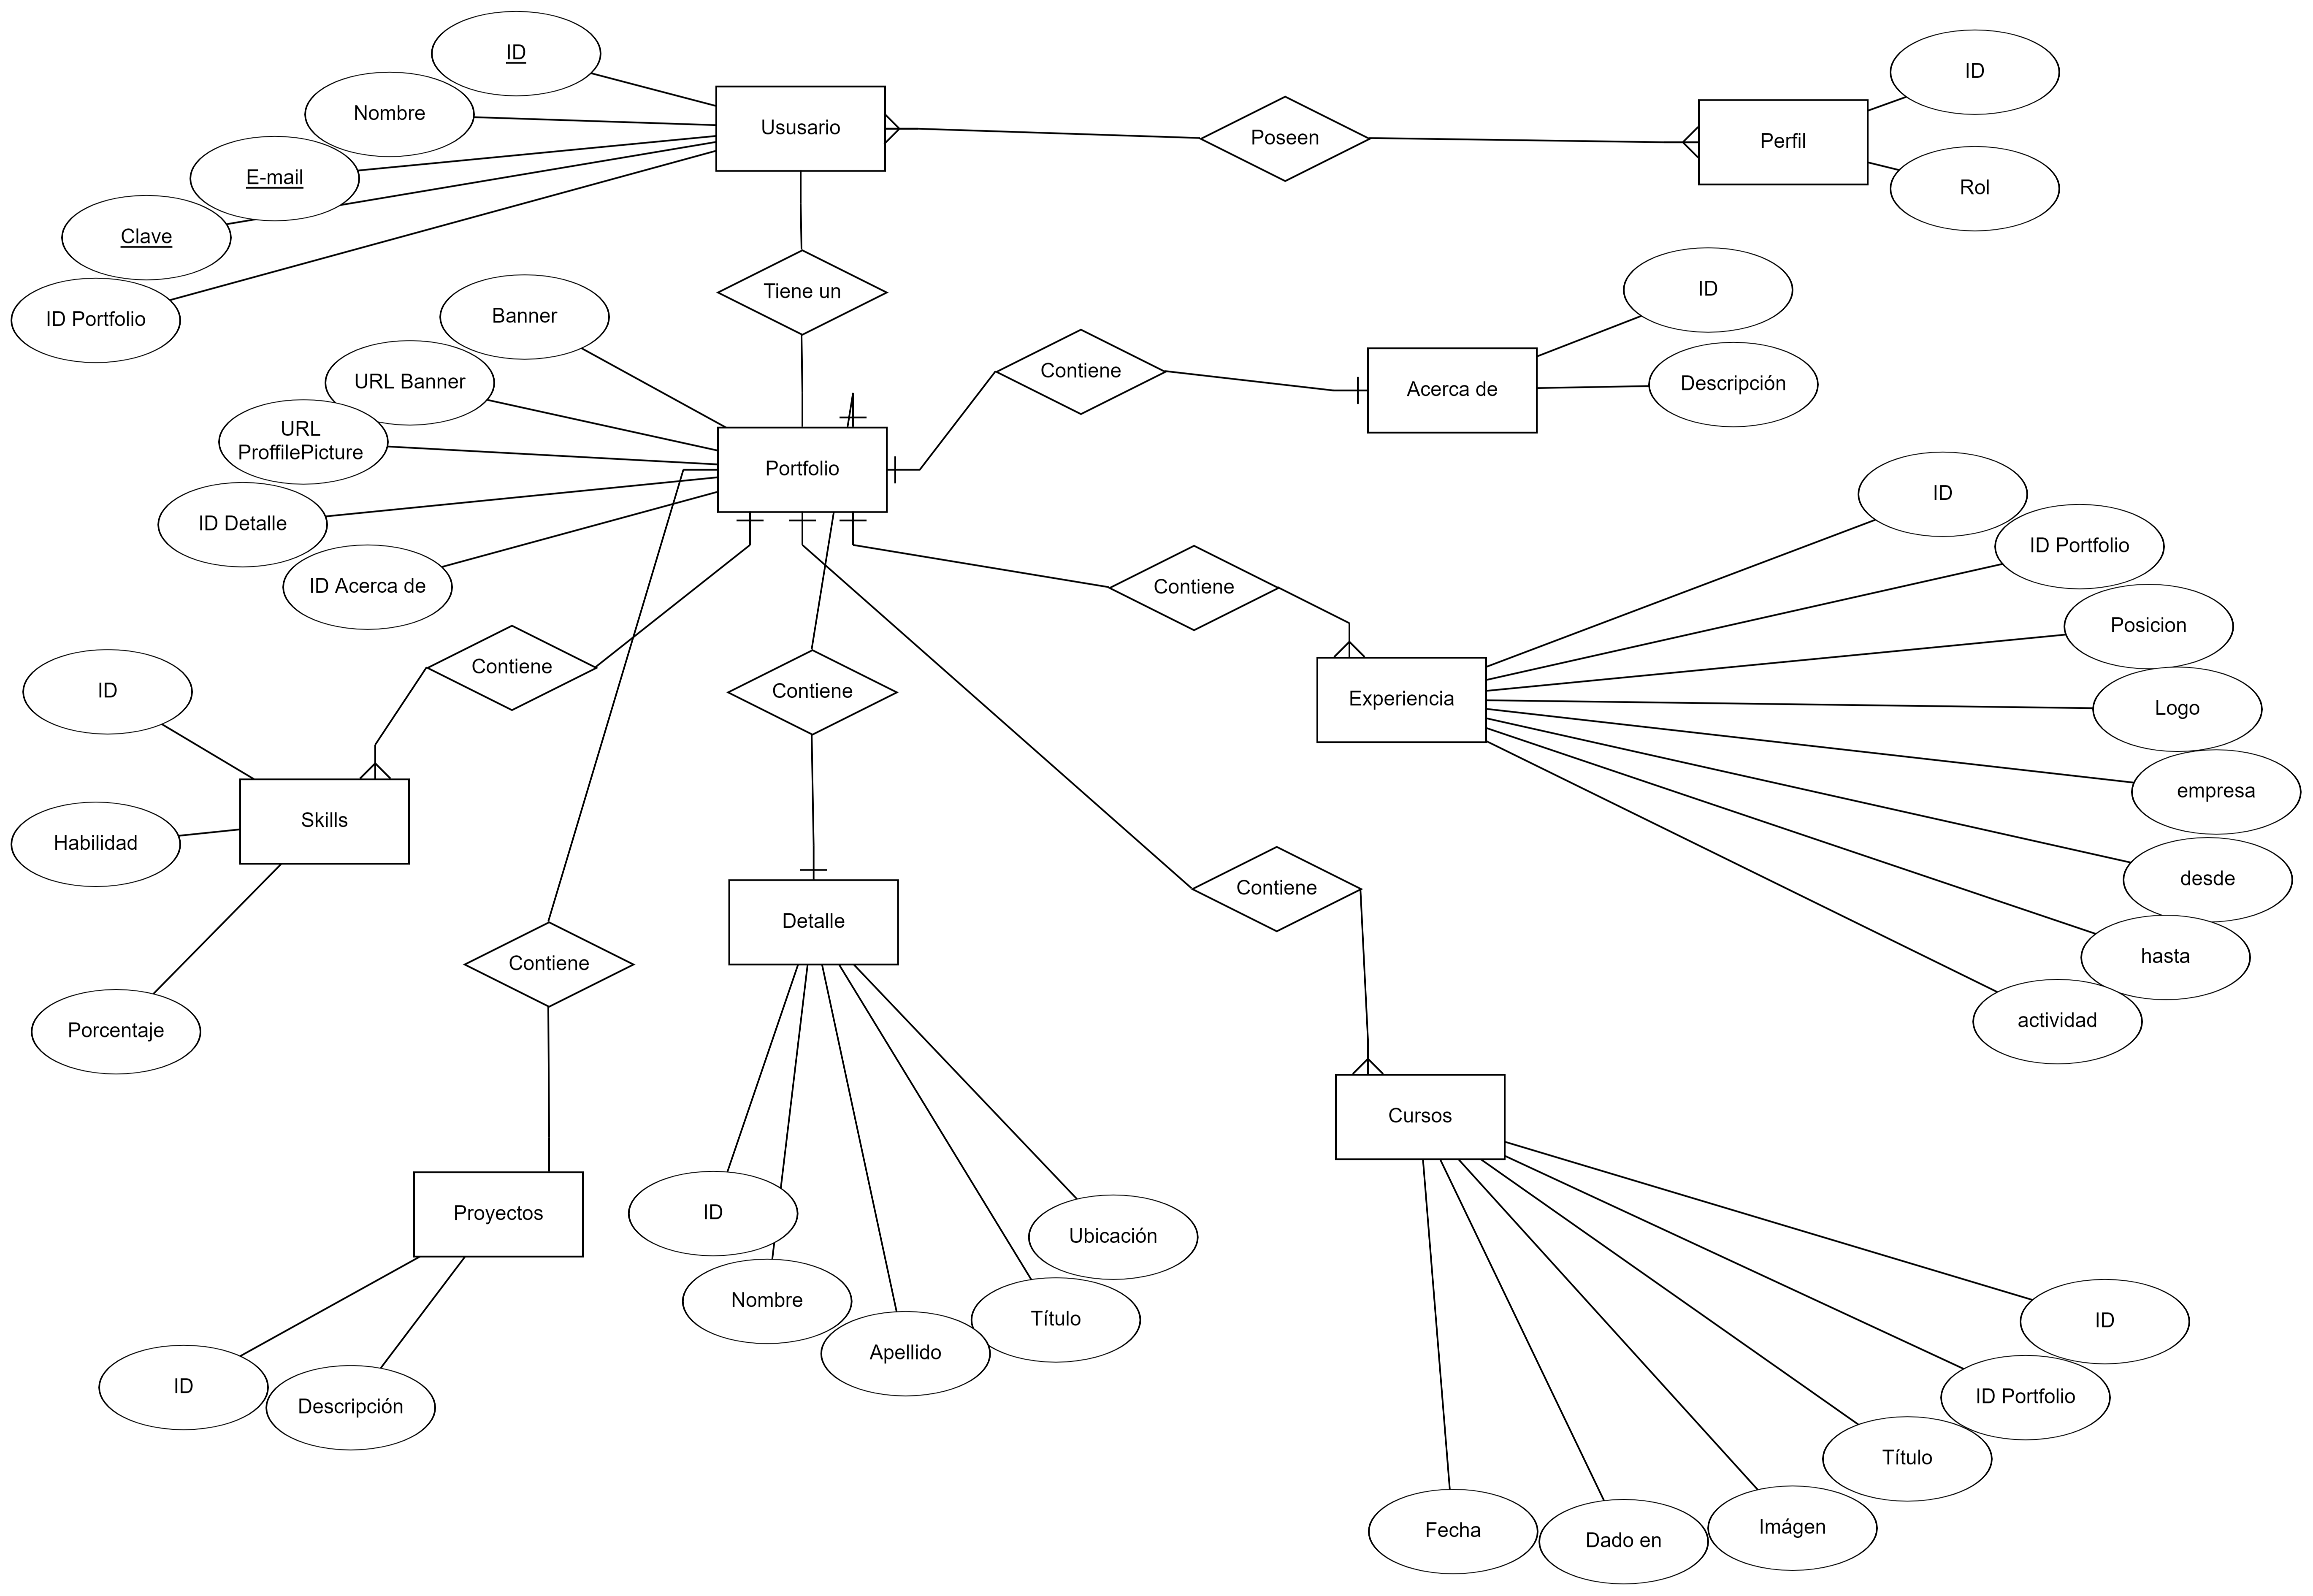 ID
Nombre
E-mail
Clave
ID Portfolio
Ususario
Poseen
Perfil
ID
Rol
Tiene un
Banner
URL Banner
URL
ProffilePicture
ID Detalle
ID Acerca de
Portfolio
Contiene
Acerca de
ID
Descripción
Contiene
Experiencia
ID
ID Portfolio
Posicion
Logo
empresa
desde
hasta
actividad
Contiene
Skills
ID
Habilidad
Porcentaje
Contiene
Detalle
ID
Nombre
Apellido
Título
Ubicación
Contiene
Proyectos
ID
Descripción
Contiene
Cursos
ID
ID Portfolio
Título
Imágen
Dado en
Fecha